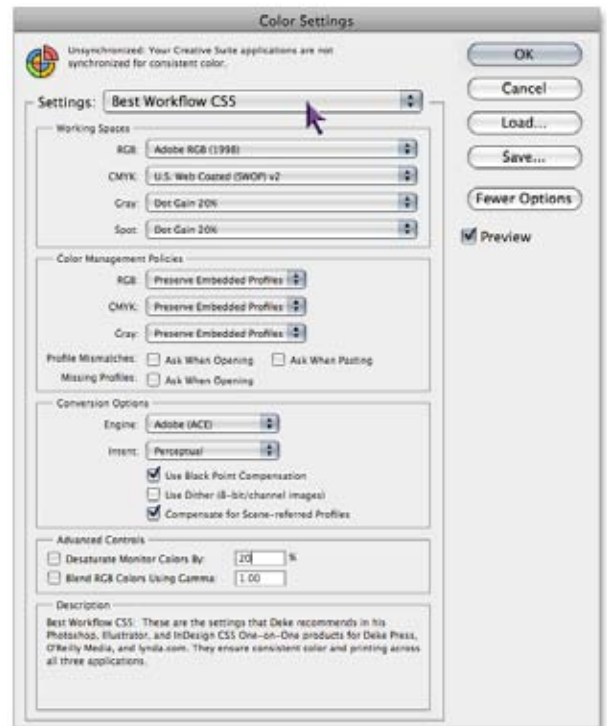 Color Settings
Unsynchronized: Your Creative Suite applications are not
synchronized for consistent color.
OK
Cancel
Load...
Save...
Fewer Options
Preview
Settings: Best Workflow CS5
Working Spaces
RGB: Adobe RGB (1998)
CMYK: U.S. Web Coated (SWOP) v2
Gray: Dot Gain 20%
Spot: Dot Gain 20%
Color Management Policies
RGB: Preserve Embedded Profiles
CMYK: Preserve Embedded Profiles
Gray: Preserve Embedded Profiles
Profile Mismatches: Ask When Opening Ask When Pasting
Missing Profiles: Ask When Opening
Conversion Options
Engine: Adobe (ACE)
Intent: Perceptual
Use Black Point Compensation
Use Dither (8-bit/channel images)
Compensate for Scene-referred Profiles
Advanced Controls
Desaturate Monitor Colors By: 20 %
Blend RGB Colors Using Gamma: 1.00
Description
Best Workflow CS5: These are the settings that Deke recommends in his
Photoshop, Illustrator, and InDesign CS5 One-on-One products for Deke Press,
O'Reilly Media, and lynda.com. They ensure consistent color and printing across
all three applications.